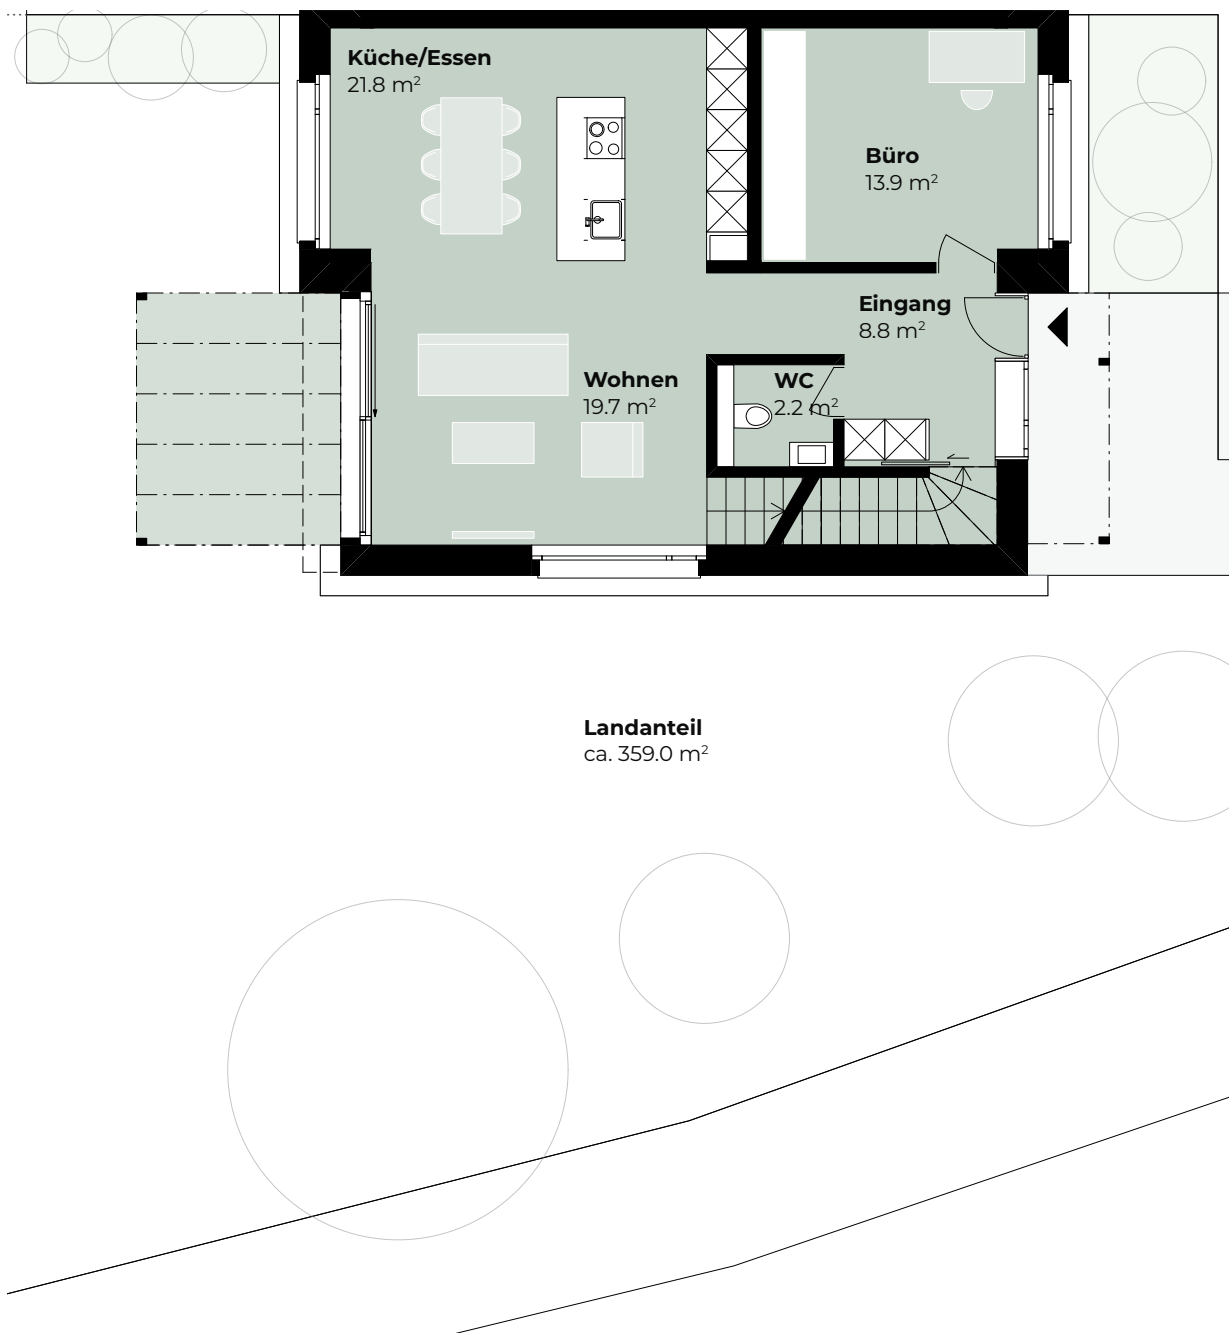 Küche/Essen
21.8 m²
Büro
13.9 m²
Eingang
8.8 m²
Wohnen
19.7 m²
WC
2.2 m²
Landanteil
ca. 359.0 m²